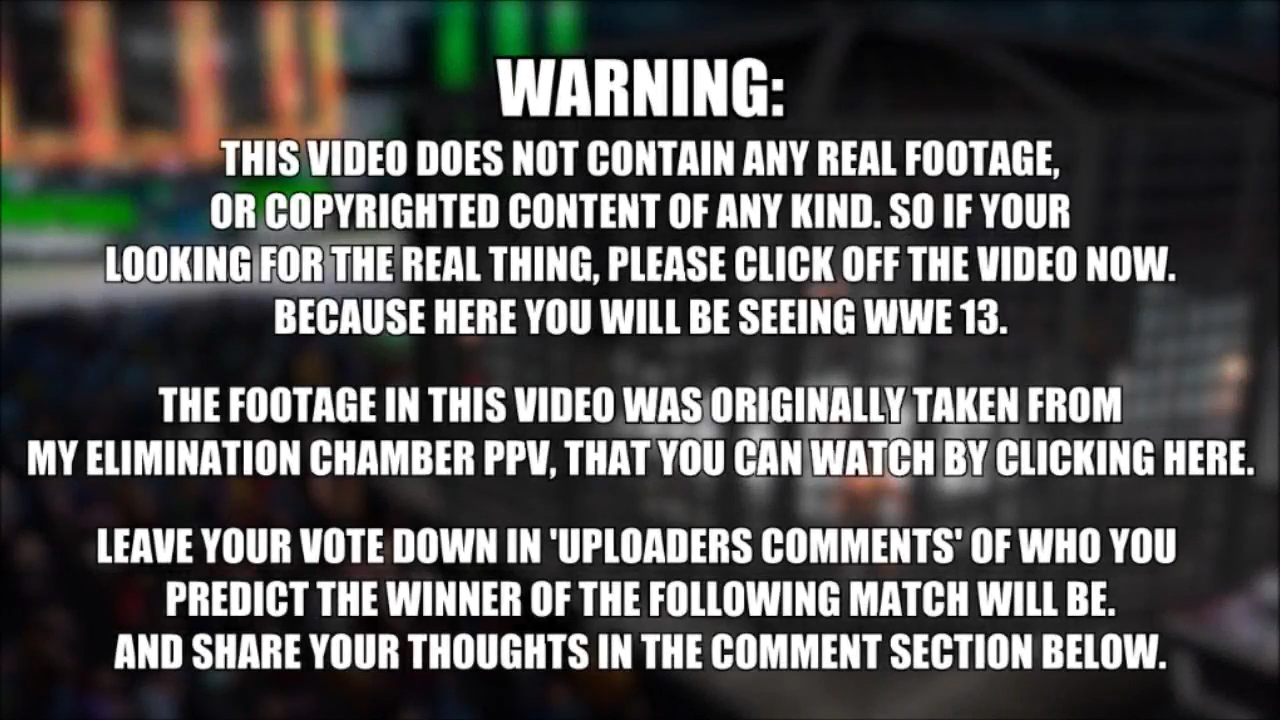 WARNING:
THIS VIDEO DOES NOT CONTAIN ANY REAL FOOTAGE,
OR COPYRIGHTED CONTENT OF ANY KIND. SO IF YOUR
LOOKING FOR THE REAL THING, PLEASE CLICK OFF THE VIDEO NOW.
BECAUSE HERE YOU WILL BE SEEING WWE 13.
THE FOOTAGE IN THIS VIDEO WAS ORIGINALLY TAKEN FROM
MY ELIMINATION CHAMBER PPV, THAT YOU CAN WATCH BY CLICKING HERE.
LEAVE YOUR VOTE DOWN IN 'UPLOADERS COMMENTS' OF WHO YOU
PREDICT THE WINNER OF THE FOLLOWING MATCH WILL BE.
AND SHARE YOUR THOUGHTS IN THE COMMENT SECTION BELOW.